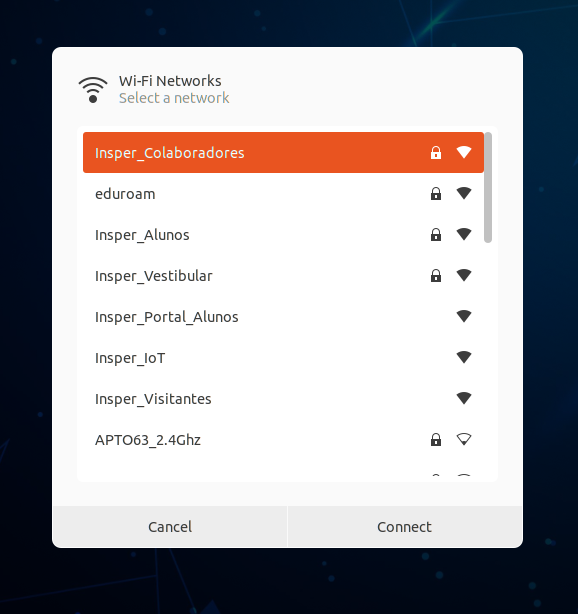 Wi-Fi Networks
Select a network
Insper_Colaboradores
eduroam
Insper_Alunos
Insper_Vestibular
Insper_Portal_Alunos
Insper_IoT
Insper_Visitantes
APTO63_2.4Ghz
Cancel
Connect